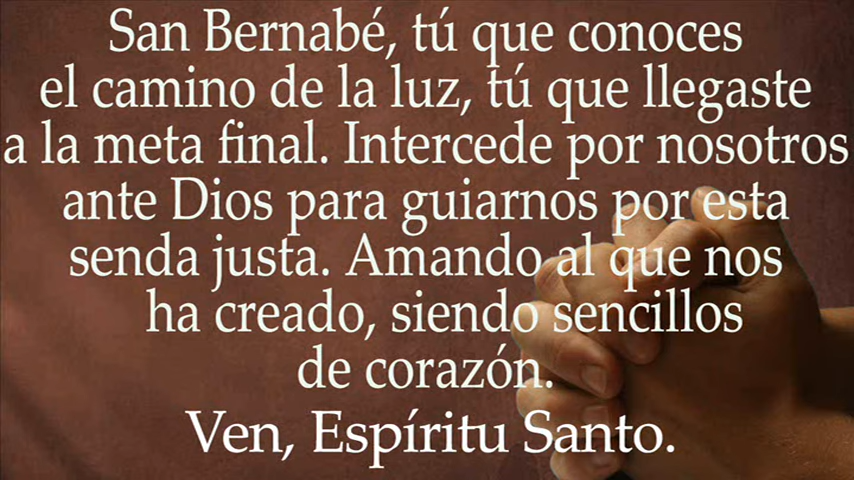 San Bernabé, tú que conoces
el camino de la luz, tú que llegaste
a la meta final. Intercede por nosotros
ante Dios para guiarnos por esta
senda justa. Amando al que nos
ha creado, siendo sencillos
de corazón.
Ven, Espíritu Santo.